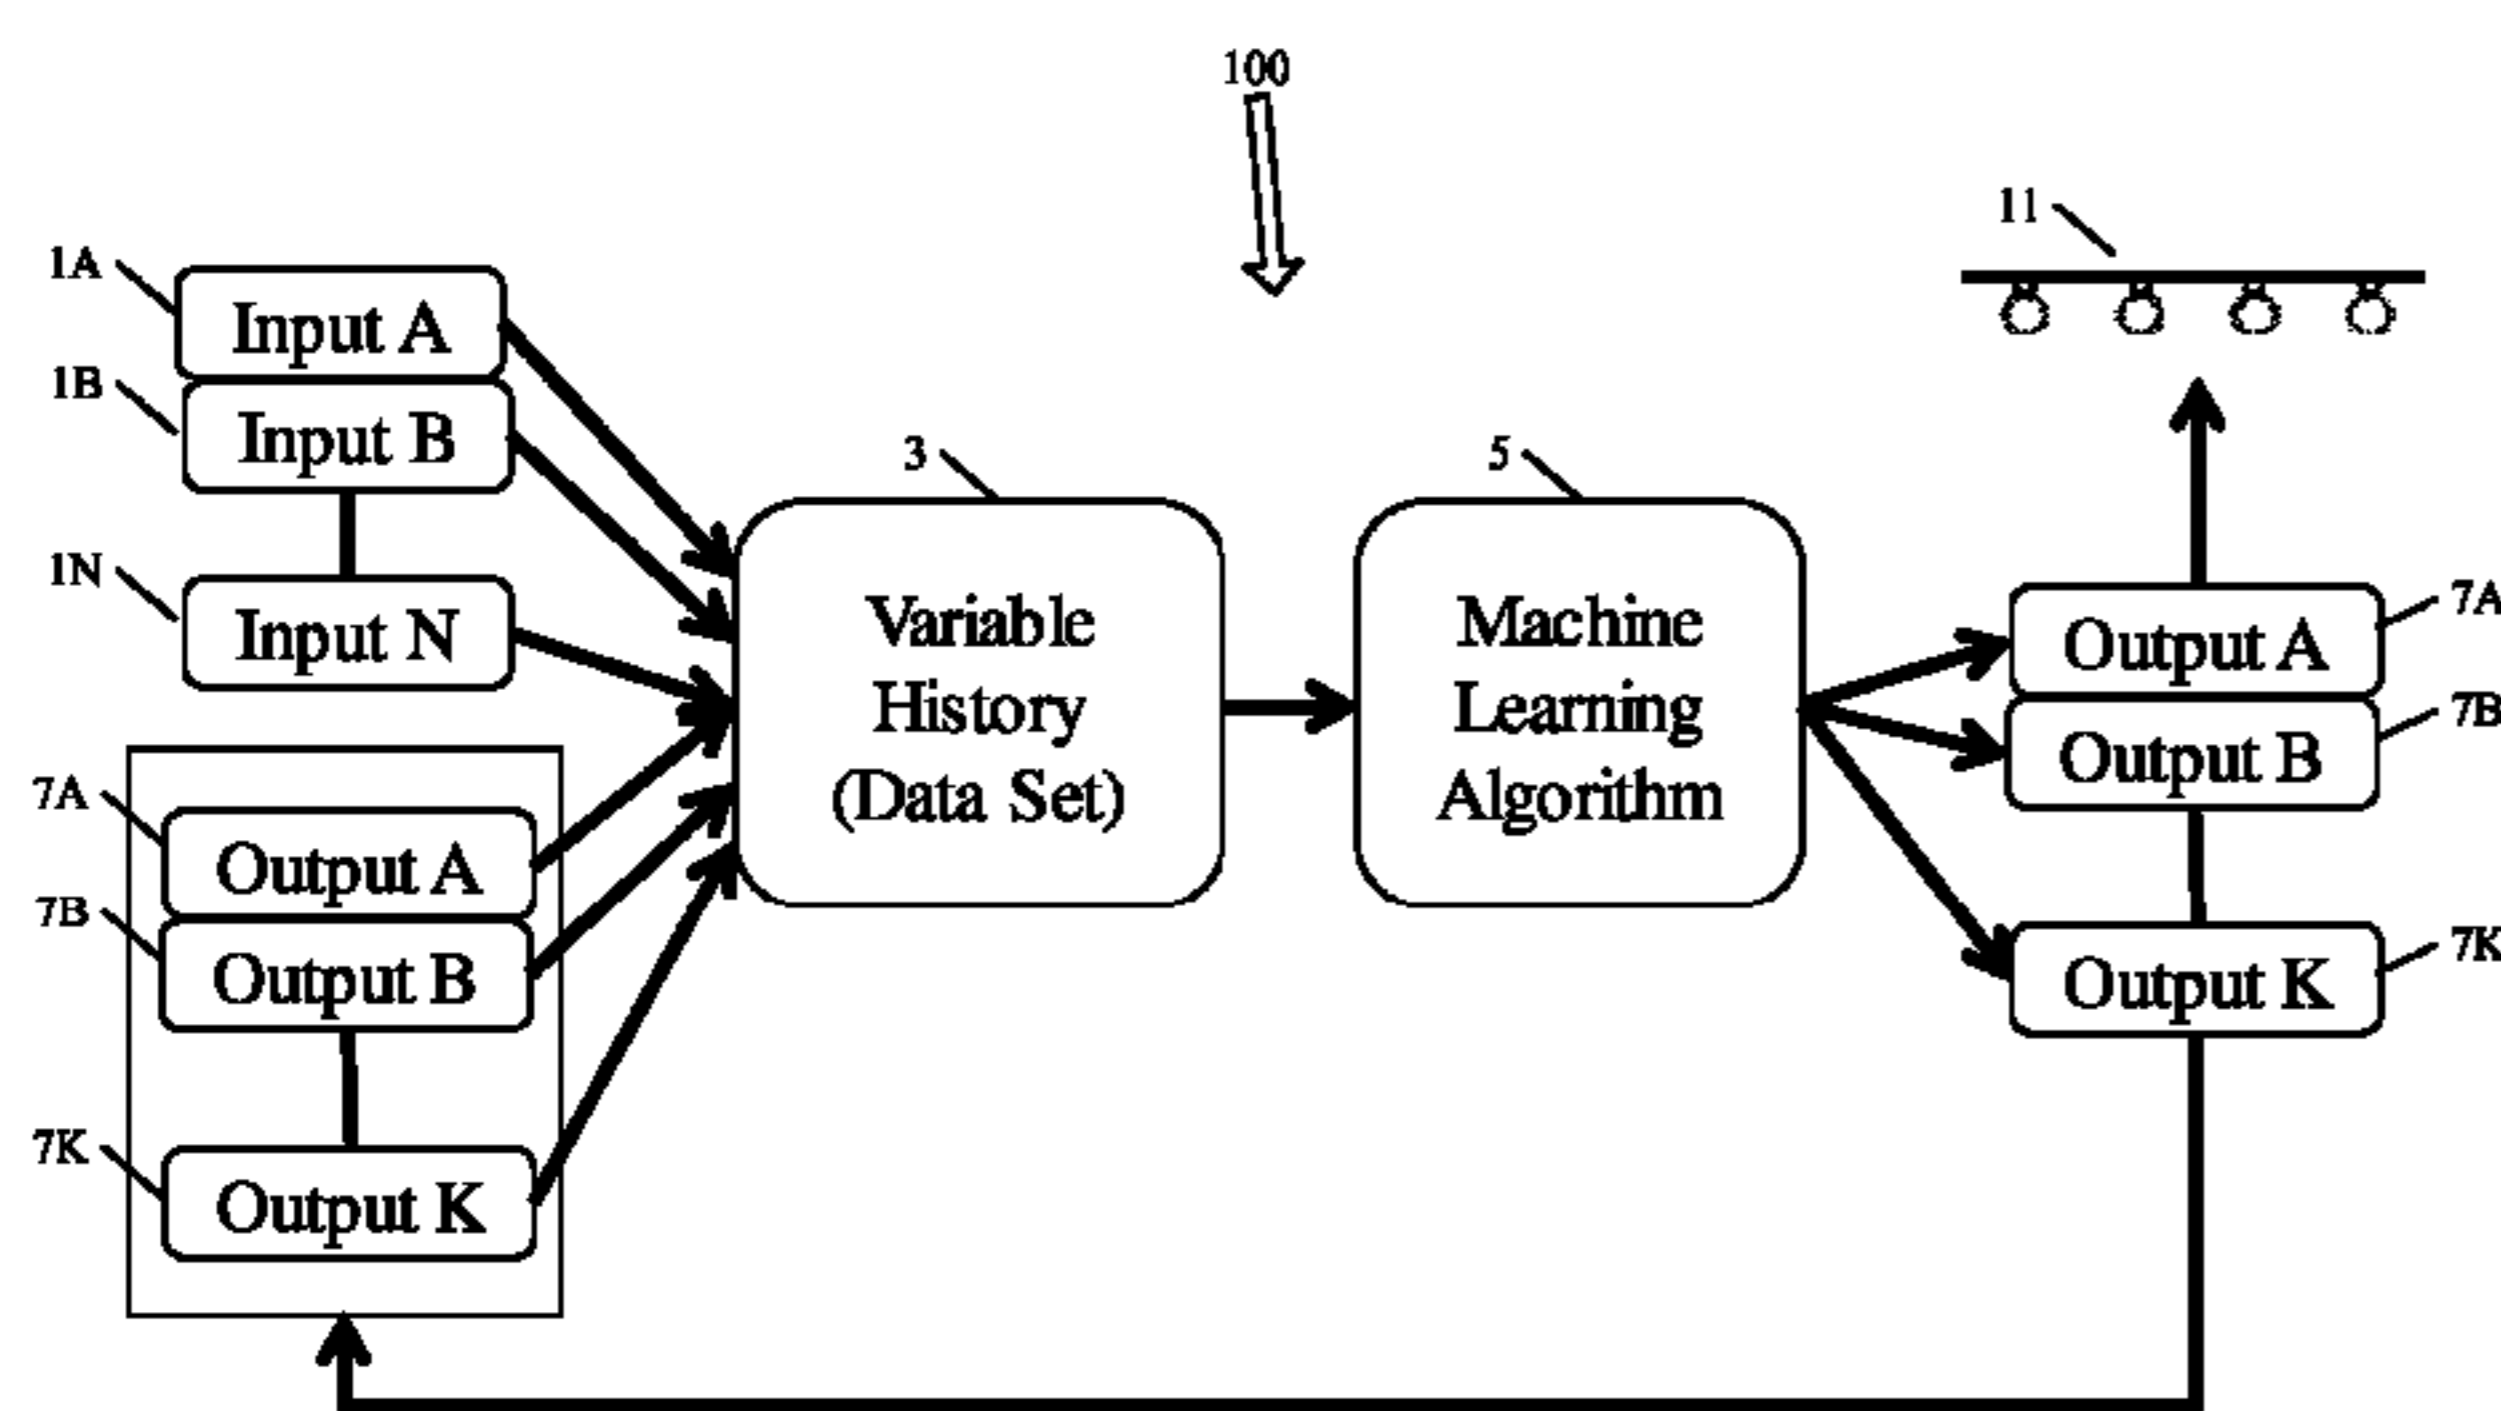 100
11
1A
Input A
1B
Input B
3
5
1N
Input N
Variable
History
(Data Set)
Machine
Learning
Algorithm
7A
Output A
7B
Output B
7K
Output K
7A
Output A
7B
Output B
7K
Output K